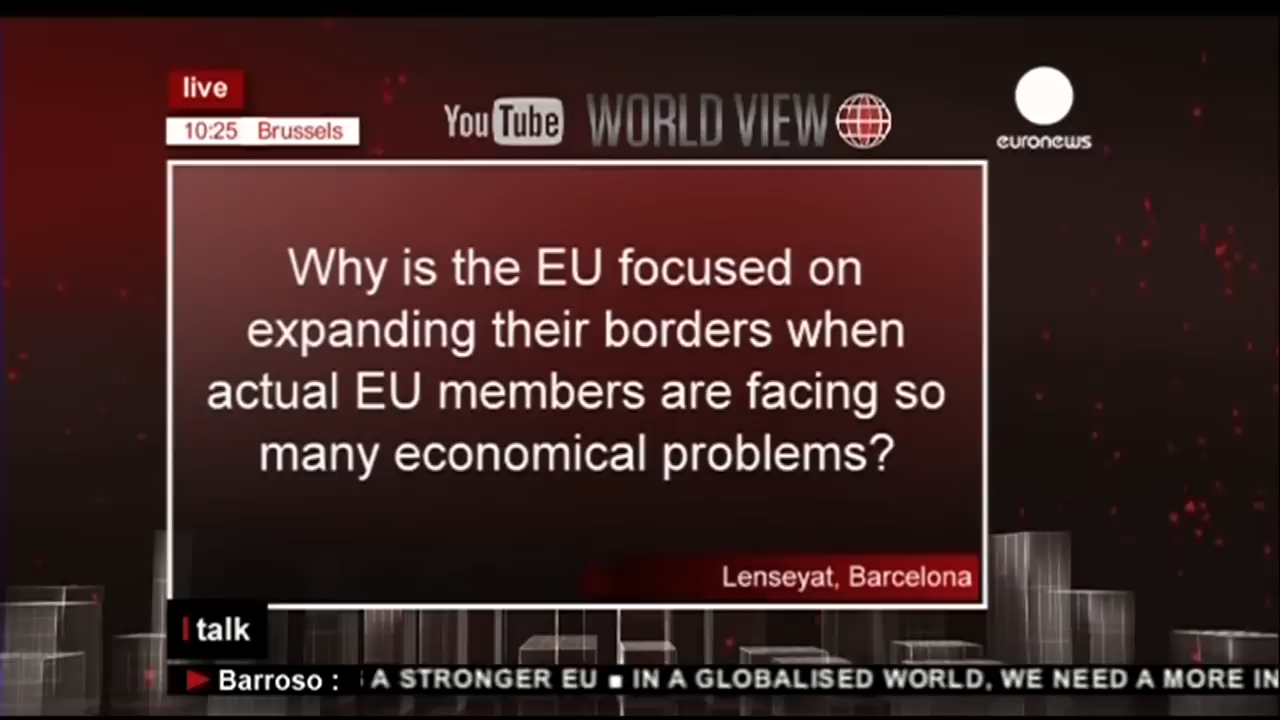 live
10:25 Brussels
YouTube WORLD VIEW
euronews
Why is the EU focused on
expanding their borders when
actual EU members are facing so
many economical problems?
Lenseyat, Barcelona
I talk
Barroso : A STRONGER EU ■ IN A GLOBALISED WORLD, WE NEED A MORE IN